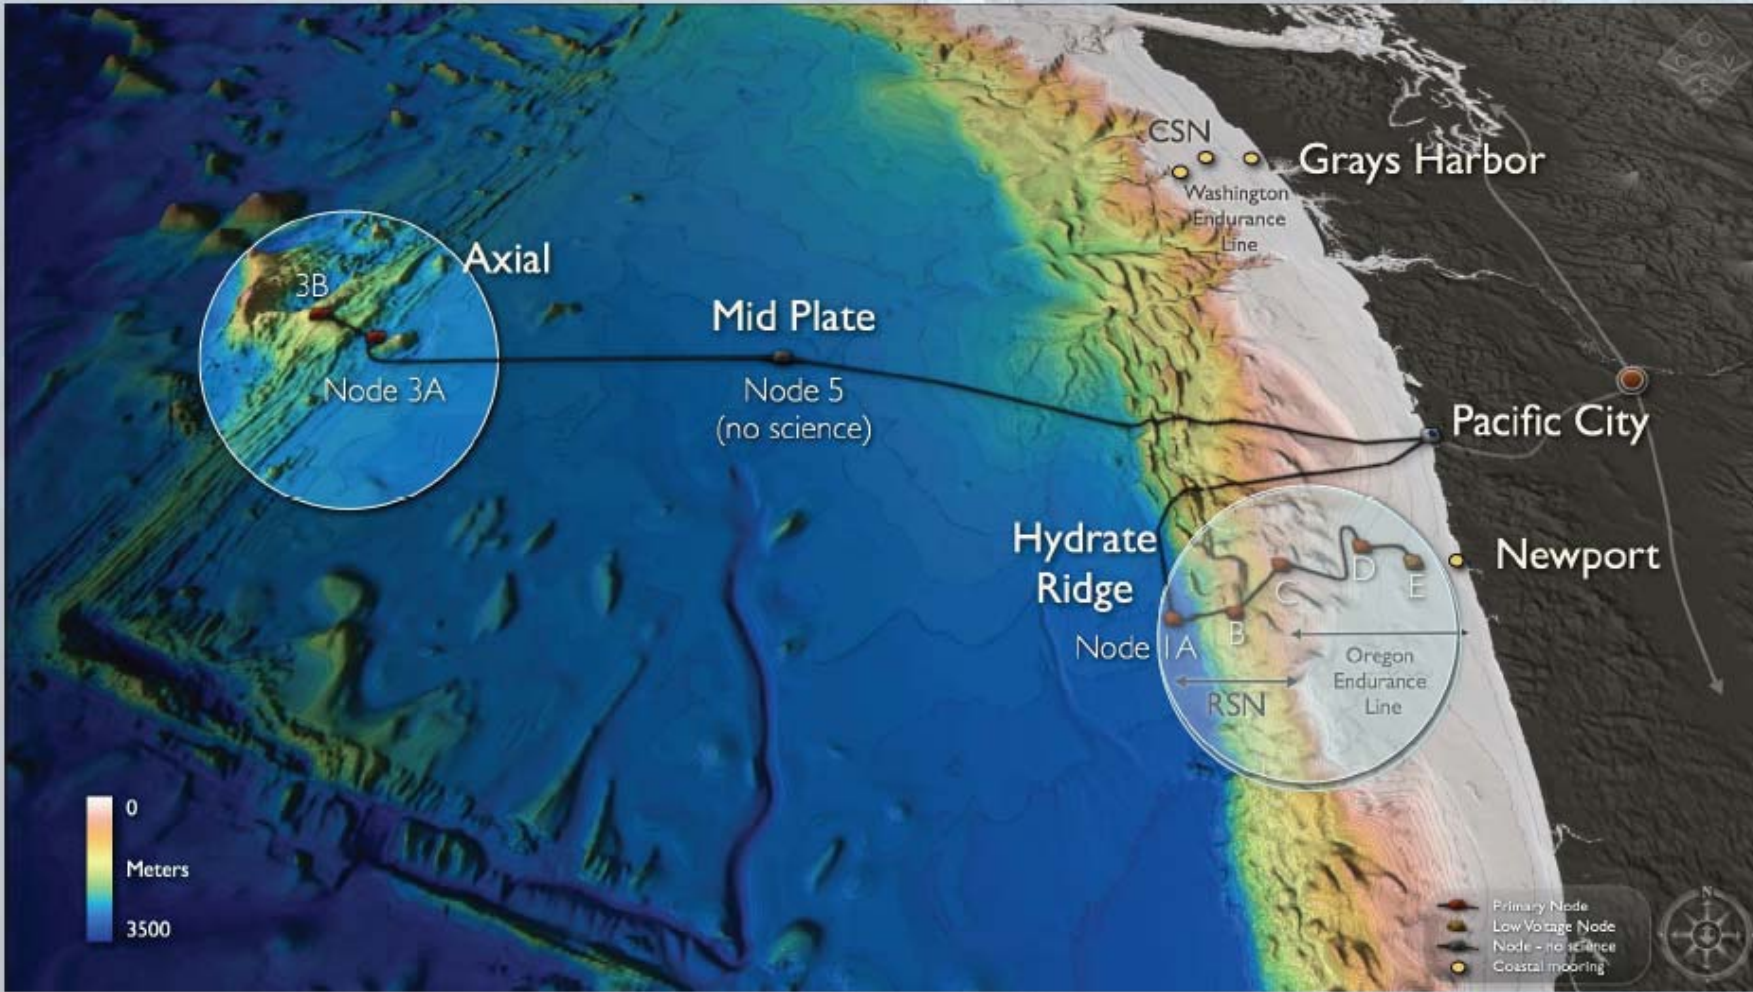 CSN
Grays Harbor
Washington
Endurance
Line
Axial
3B
Mid Plate
Node 3A
Node 5
(no science)
Pacific City
Hydrate
Ridge
Newport
D
E
C
B
Node 1A
Oregon
Endurance
Line
RSN
0
Meters
3500
Primary Node
Low Voltage Node
Node - no science
Coastal mooring
N